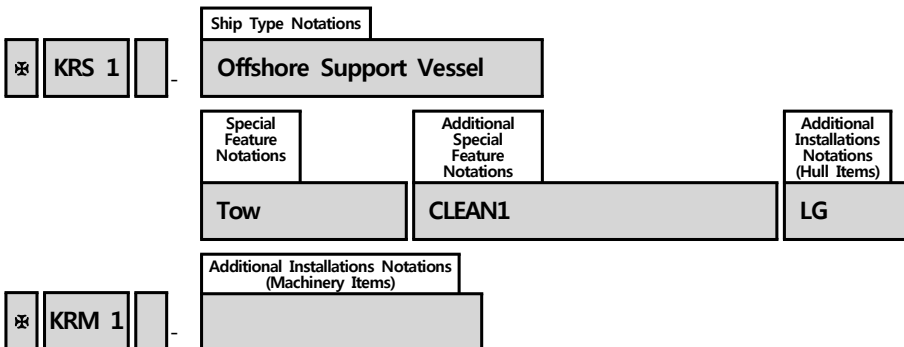 Ship Type Notations
✠ KRS 1 - Offshore Support Vessel
Special
Feature
Notations
Additional
Special
Feature
Notations
Additional
Installations
Notations
(Hull Items)
Tow CLEAN1 LG
Additional Installations Notations
(Machinery Items)
✠ KRM 1 -